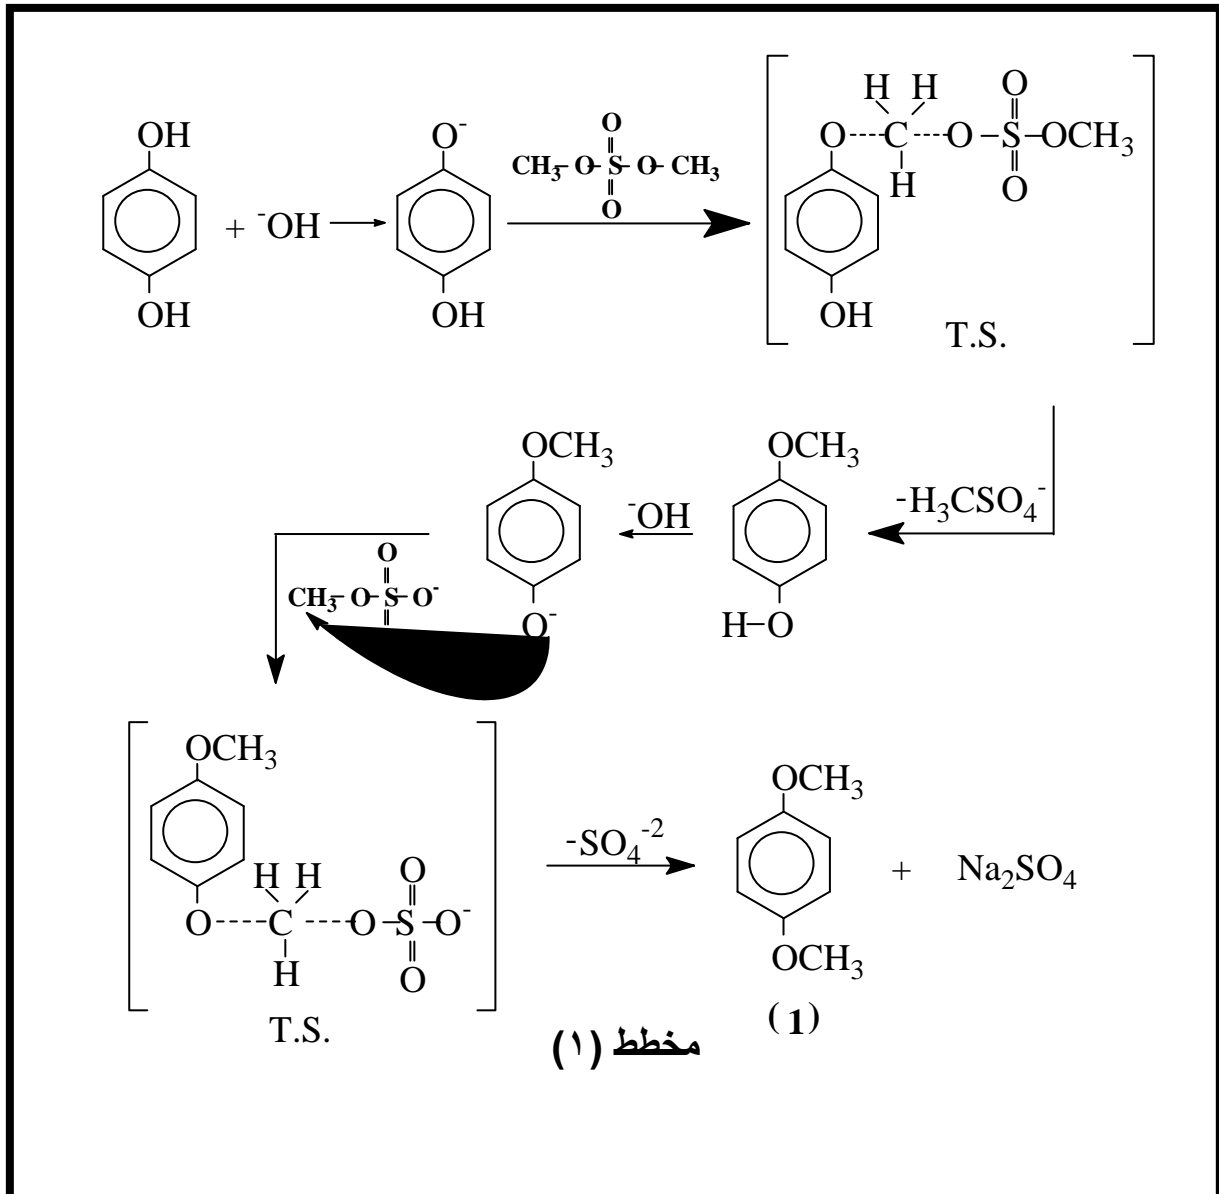 OH
OH
+ ⁻OH
O⁻
OH
O
CH₃-O-S-O-CH₃
O
H H O
O----C----O-S-OCH₃
H O
OH
T.S.
-H₃CSO₄⁻
OCH₃
H-O
⁻OH
OCH₃
O⁻
O
CH₃-O-S-O⁻
OCH₃
H H O
O----C----O-S-O⁻
H O
T.S.
-SO₄⁻²
OCH₃
OCH₃
+ Na₂SO₄
(1)
مخطط (١)